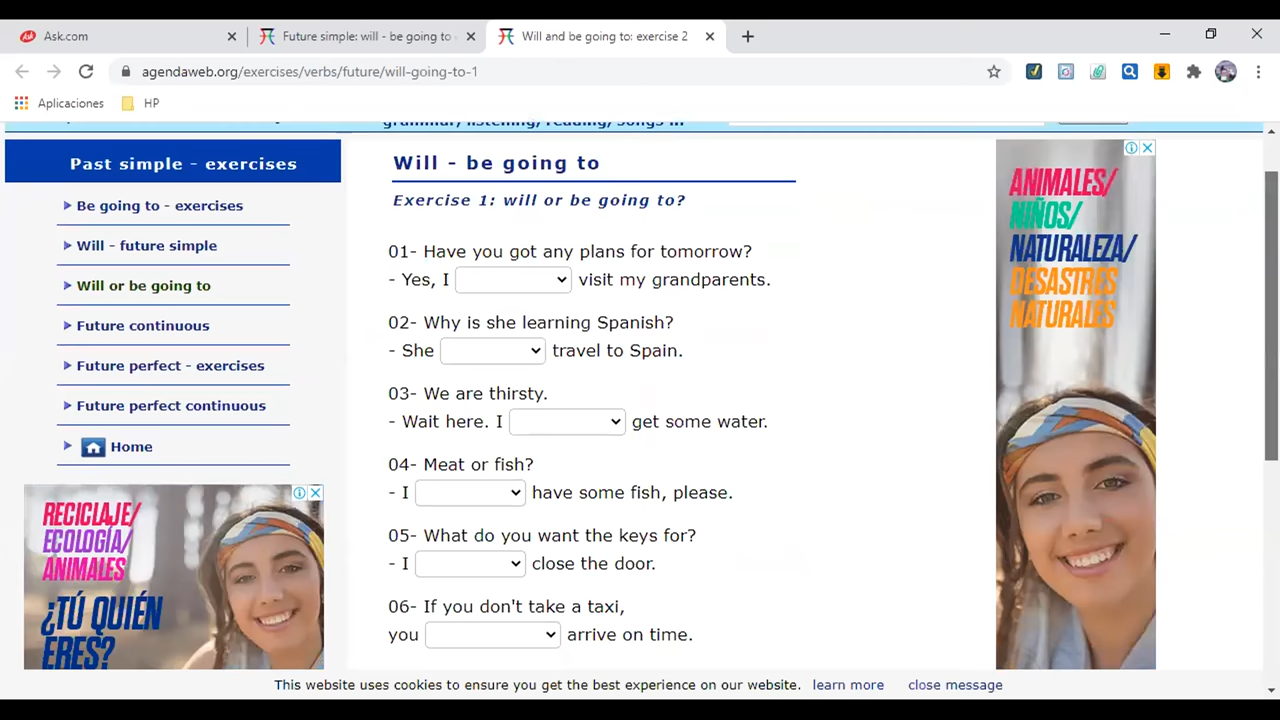 Ask.com
Future simple: will - be going to
Will and be going to: exercise 2
agendaweb.org/exercises/verbs/future/will-going-to-1
Aplicaciones
HP
grammar, listening, reading, songs in
Past simple - exercises
Be going to - exercises
Will - future simple
Will or be going to
Future continuous
Future perfect - exercises
Future perfect continuous
Home
RECICLAJE/
ECOLOGÍA/
ANIMALES
¿TÚ QUIÉN
ERES?
Will - be going to
Exercise 1: will or be going to?
01- Have you got any plans for tomorrow?
- Yes, I visit my grandparents.
02- Why is she learning Spanish?
- She travel to Spain.
03- We are thirsty.
- Wait here. I get some water.
04- Meat or fish?
- I have some fish, please.
05- What do you want the keys for?
- I close the door.
06- If you don't take a taxi,
you arrive on time.
ANIMALES/
NIÑOS/
NATURALEZA/
DESASTRES
NATURALES
This website uses cookies to ensure you get the best experience on our website. learn more close message